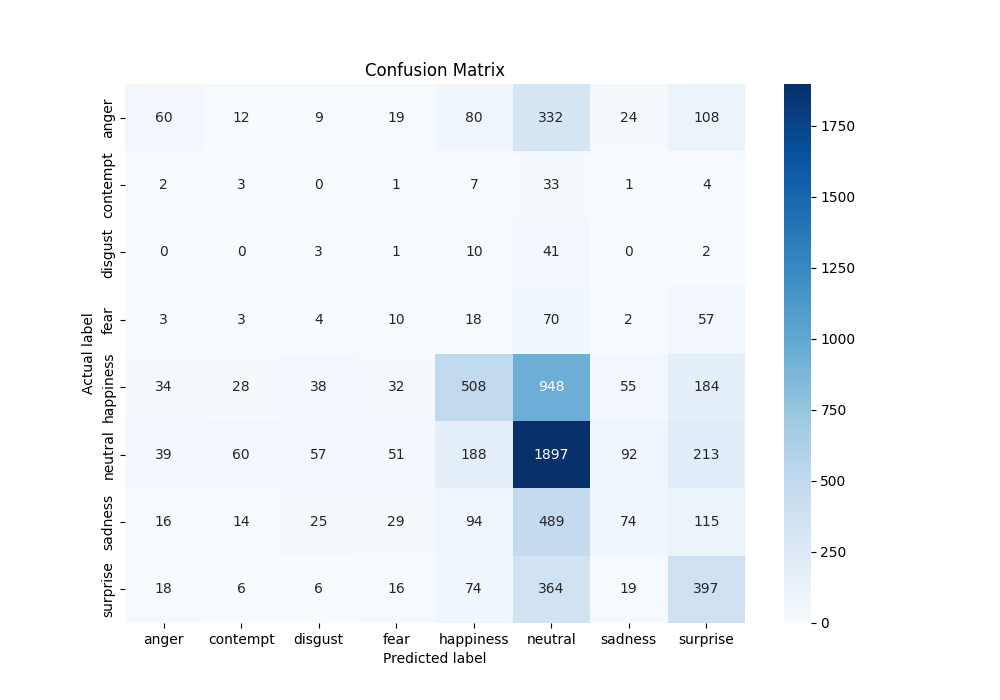 Confusion Matrix
Actual label
anger 60 12 9 19 80 332 24 108
contempt 2 3 0 1 7 33 1 4
disgust 0 0 3 1 10 41 0 2
fear 3 3 4 10 18 70 2 57
happiness 34 28 38 32 508 948 55 184
neutral 39 60 57 51 188 1897 92 213
sadness 16 14 25 29 94 489 74 115
surprise 18 6 6 16 74 364 19 397
anger contempt disgust fear happiness neutral sadness surprise
Predicted label
1750
1500
1250
1000
750
500
250
0